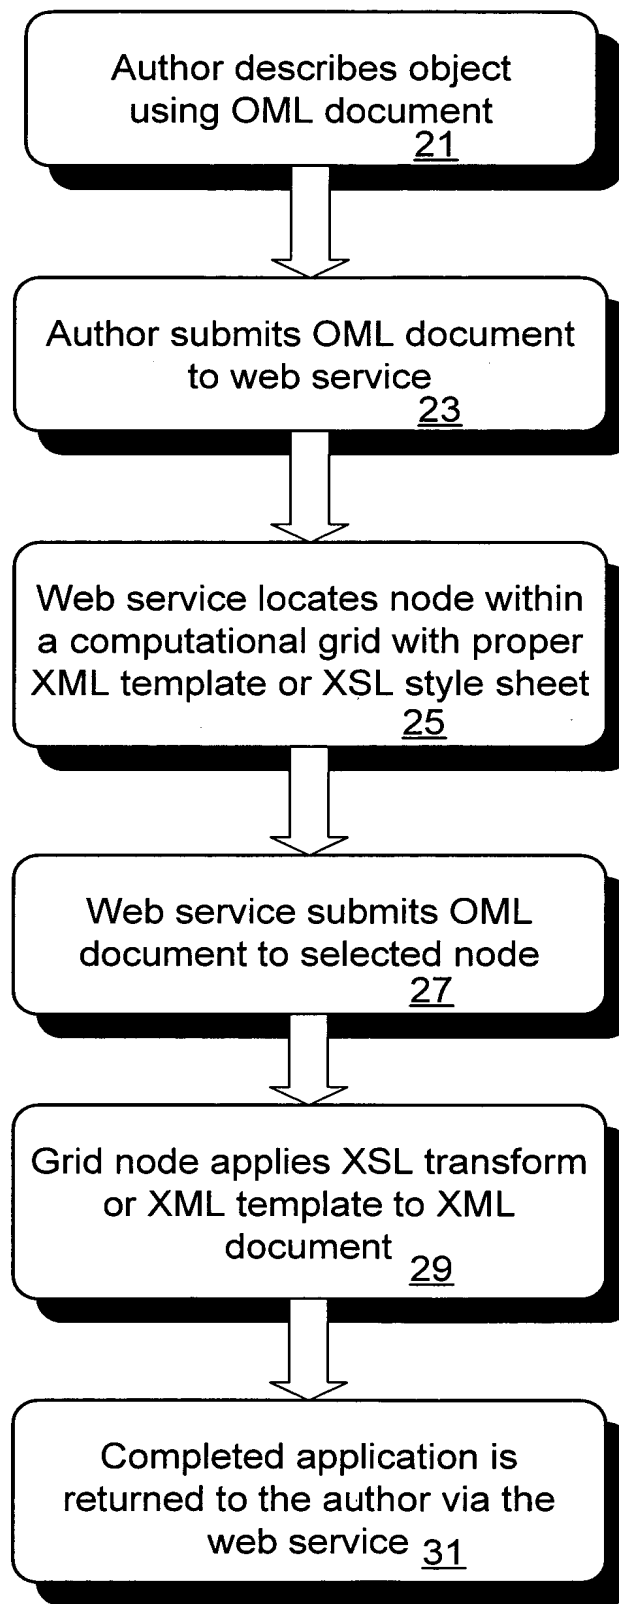 Author describes object
using OML document
21
Author submits OML document
to web service
23
Web service locates node within
a computational grid with proper
XML template or XSL style sheet
25
Web service submits OML
document to selected node
27
Grid node applies XSL transform
or XML template to XML
document 29
Completed application is
returned to the author via the
web service 31